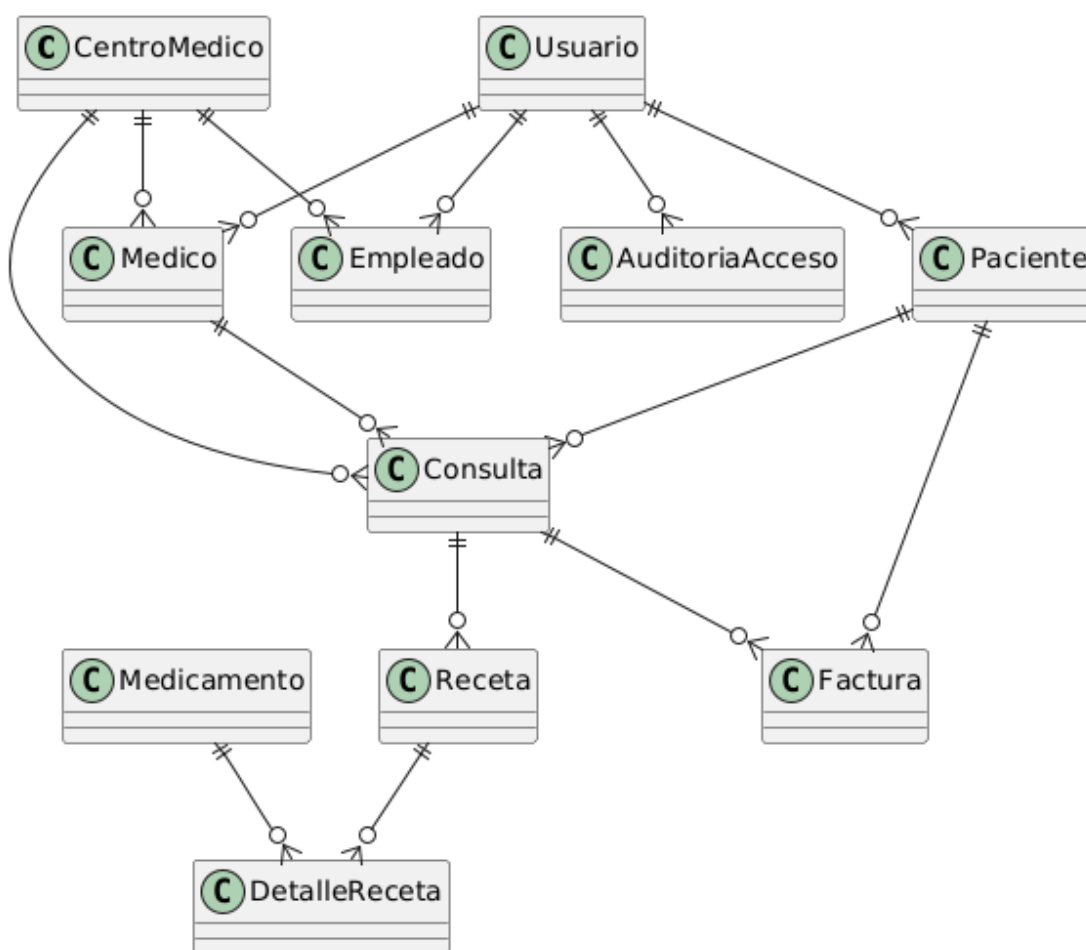 C CentroMedico
C Usuario
C Medico
C Empleado
C AuditoriaAcceso
C Paciente
C Consulta
C Medicamento
C Receta
C Factura
C DetalleReceta